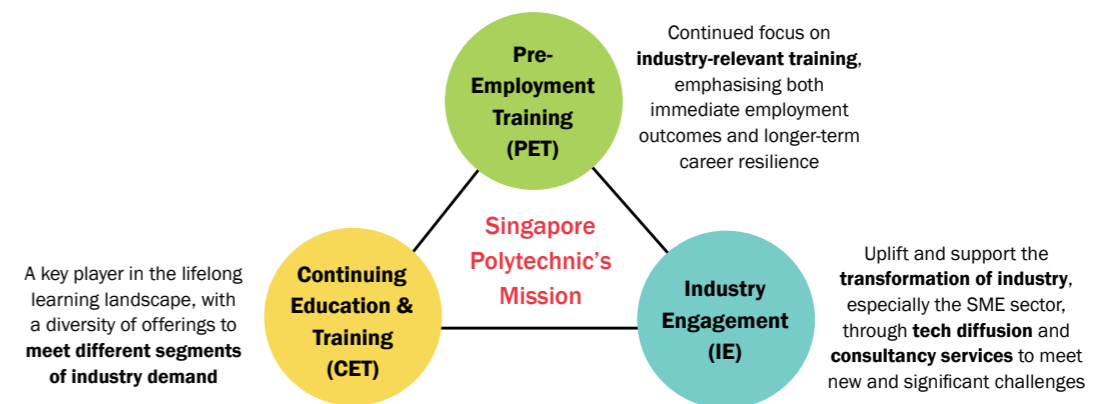 Pre-
Employment
Training
(PET)
Continued focus on
industry-relevant training,
emphasising both
immediate employment
outcomes and longer-term
career resilience
Singapore
Polytechnic's
Mission
A key player in the lifelong
learning landscape, with
a diversity of offerings to
meet different segments
of industry demand
Continuing
Education &
Training
(CET)
Industry
Engagement
(IE)
Uplift and support the
transformation of industry,
especially the SME sector,
through tech diffusion and
consultancy services to meet
new and significant challenges